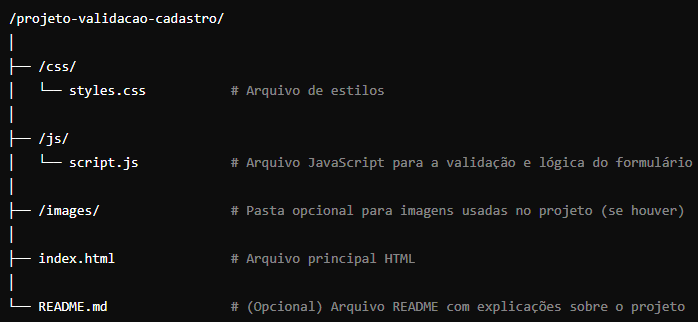 /projeto-validacao-cadastro/
│
├── /css/
│   └── styles.css           # Arquivo de estilos
│
├── /js/
│   └── script.js            # Arquivo JavaScript para a validação e lógica do formulário
│
├── /images/                 # Pasta opcional para imagens usadas no projeto (se houver)
│
├── index.html               # Arquivo principal HTML
│
└── README.md                # (Opcional) Arquivo README com explicações sobre o projeto